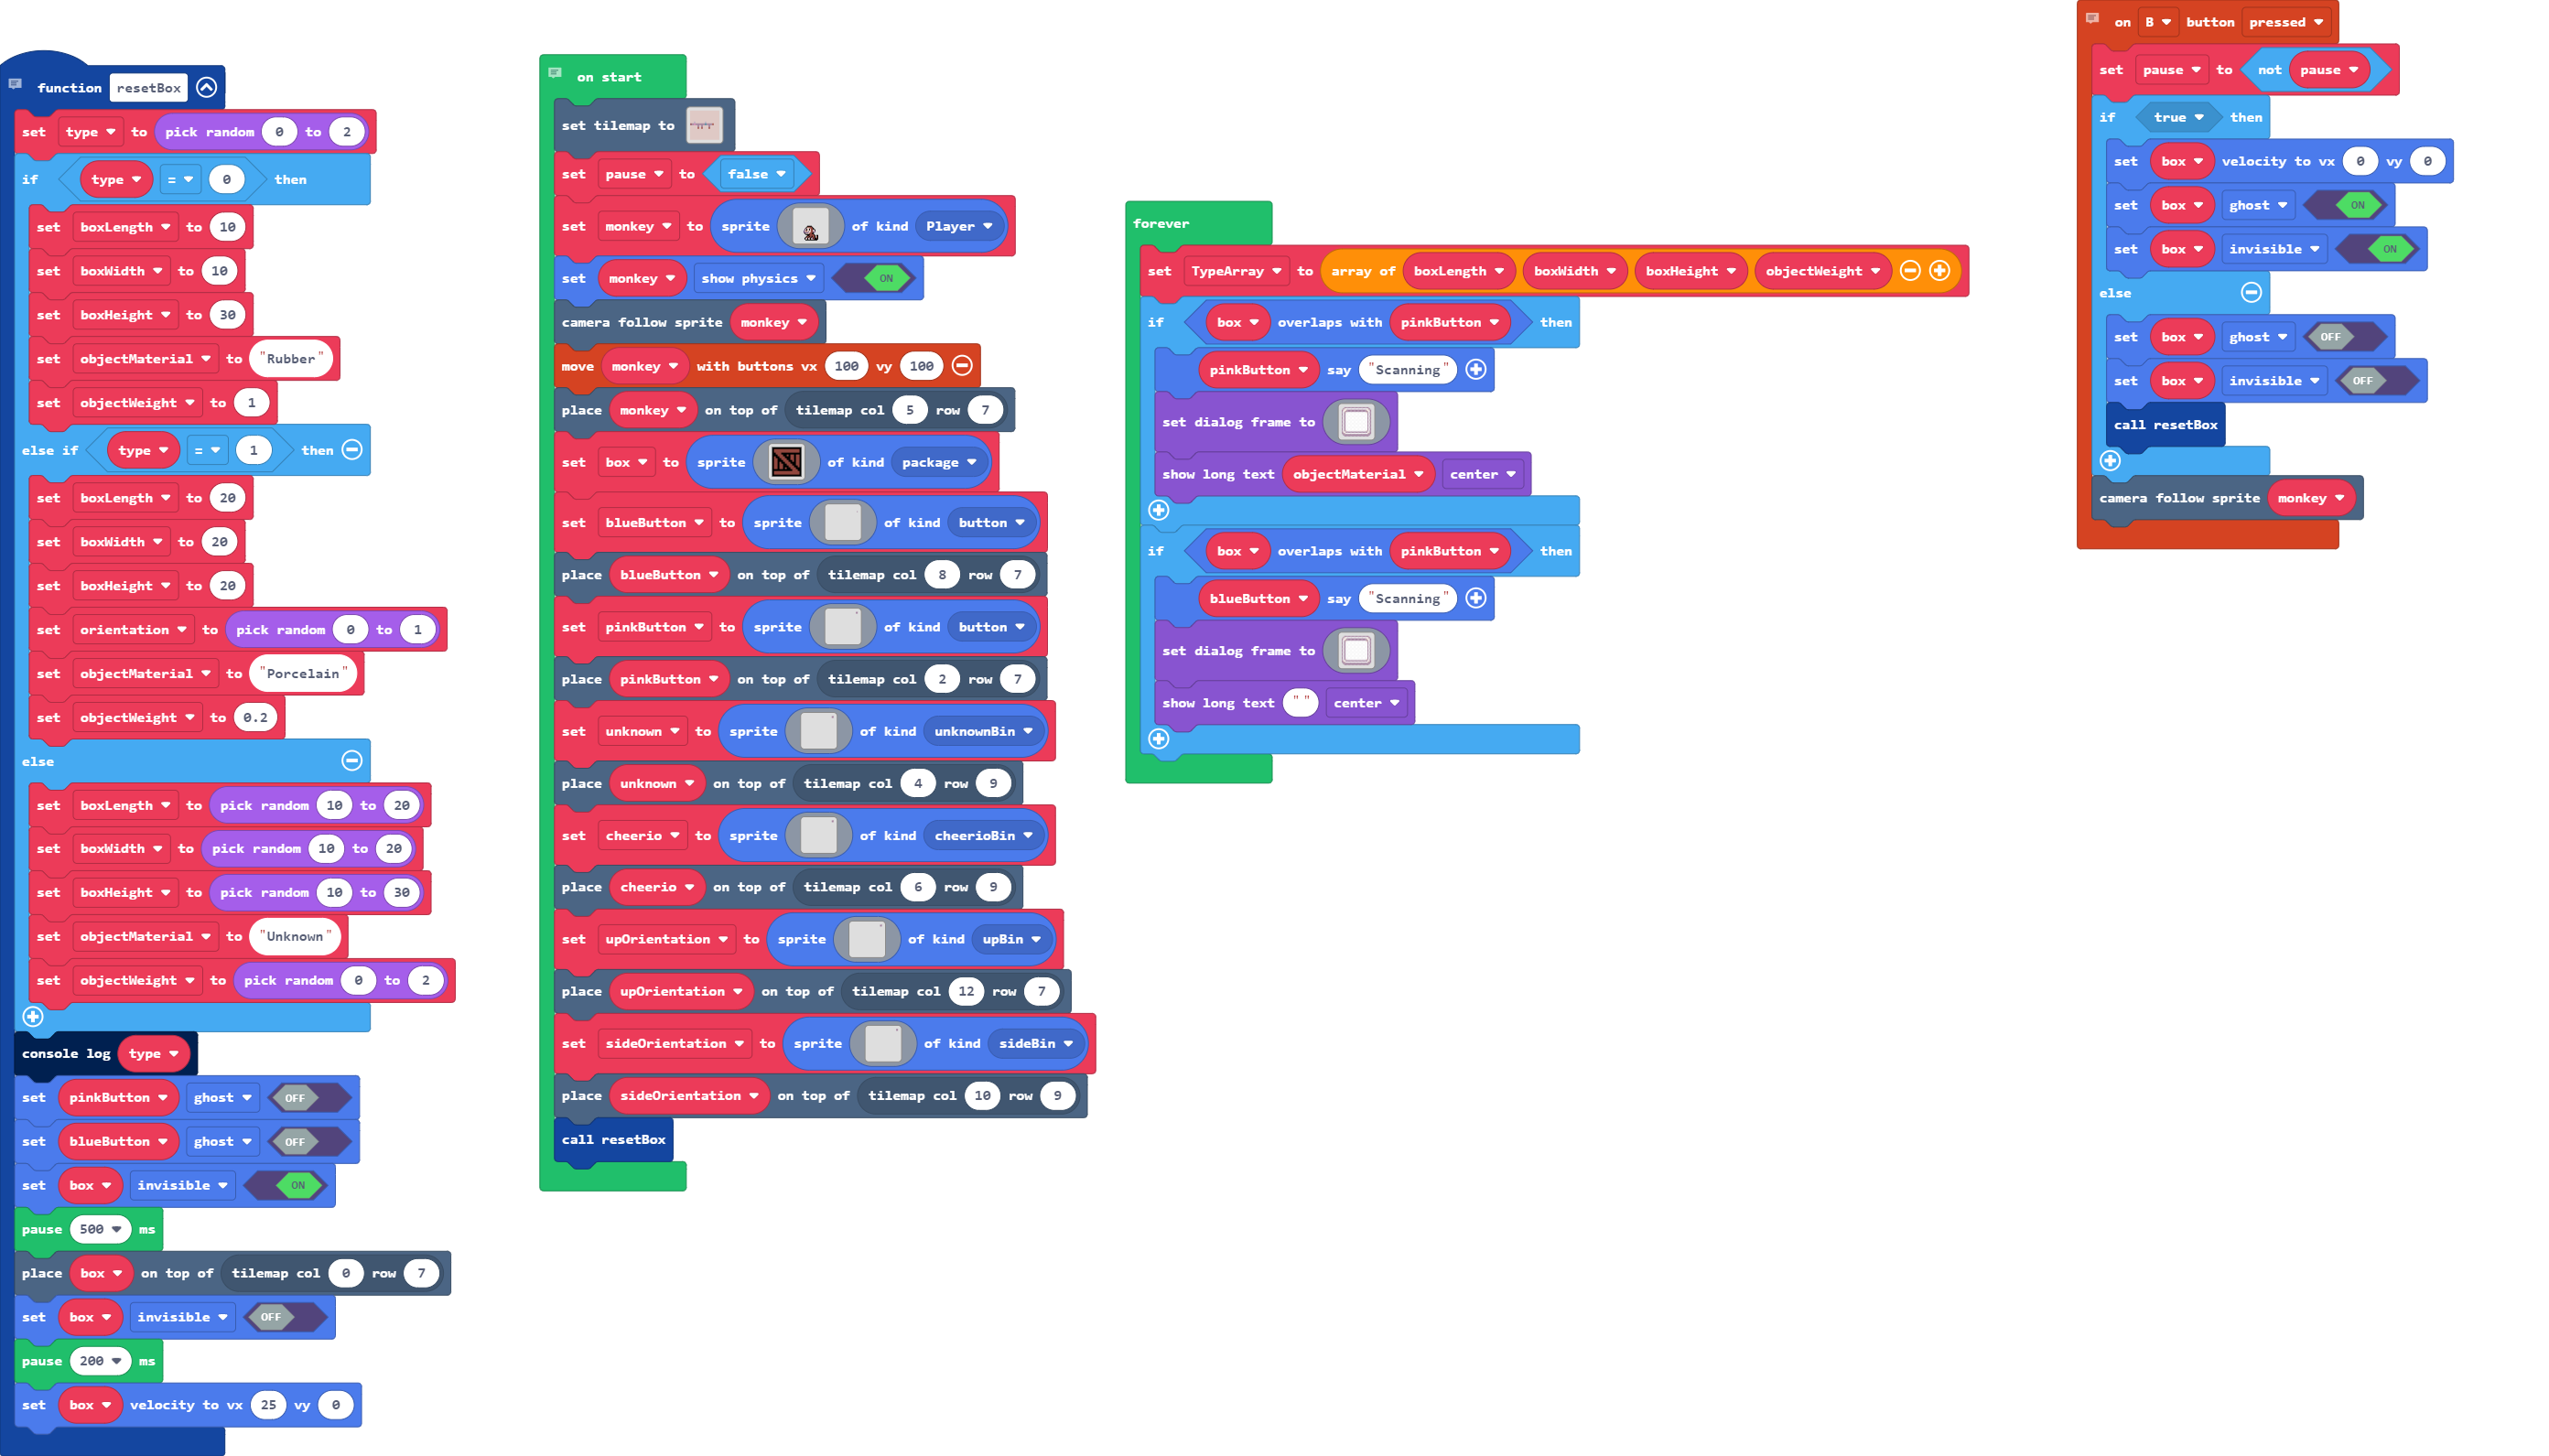 function resetBox
set type to pick random 0 to 2
if type = 0 then
set boxLength to 10
set boxWidth to 10
set boxHeight to 30
set objectMaterial to "Rubber"
set objectWeight to 1
else if type = 1 then
set boxLength to 20
set boxWidth to 20
set boxHeight to 20
set orientation to pick random 0 to 1
set objectMaterial to "Porcelain"
set objectWeight to 0.2
else
set boxLength to pick random 10 to 20
set boxWidth to pick random 10 to 20
set boxHeight to pick random 10 to 30
set objectMaterial to "Unknown"
set objectWeight to pick random 0 to 2
console log type
set pinkButton ghost OFF
set blueButton ghost OFF
set box invisible ON
pause 500 ms
place box on top of tilemap col 0 row 7
set box invisible OFF
pause 200 ms
set box velocity to vx 25 vy 0
on start
set tilemap to
set pause to false
set monkey to sprite of kind Player
set monkey show physics ON
camera follow sprite monkey
move monkey with buttons vx 100 vy 100
place monkey on top of tilemap col 5 row 7
set box to sprite of kind package
set blueButton to sprite of kind button
place blueButton on top of tilemap col 8 row 7
set pinkButton to sprite of kind button
place pinkButton on top of tilemap col 2 row 7
set unknown to sprite of kind unknownBin
place unknown on top of tilemap col 4 row 9
set cheerio to sprite of kind cheerioBin
place cheerio on top of tilemap col 6 row 9
set upOrientation to sprite of kind upBin
place upOrientation on top of tilemap col 12 row 7
set sideOrientation to sprite of kind sideBin
place sideOrientation on top of tilemap col 10 row 9
call resetBox
forever
set TypeArray to array of boxLength boxWidth boxHeight objectWeight
if box overlaps with pinkButton then
pinkButton say "Scanning"
set dialog frame to
show long text objectMaterial center
if box overlaps with pinkButton then
blueButton say "Scanning"
set dialog frame to
show long text " " center
on B button pressed
set pause to not pause
if true then
set box velocity to vx 0 vy 0
set box ghost ON
set box invisible ON
else
set box ghost OFF
set box invisible OFF
call resetBox
camera follow sprite monkey